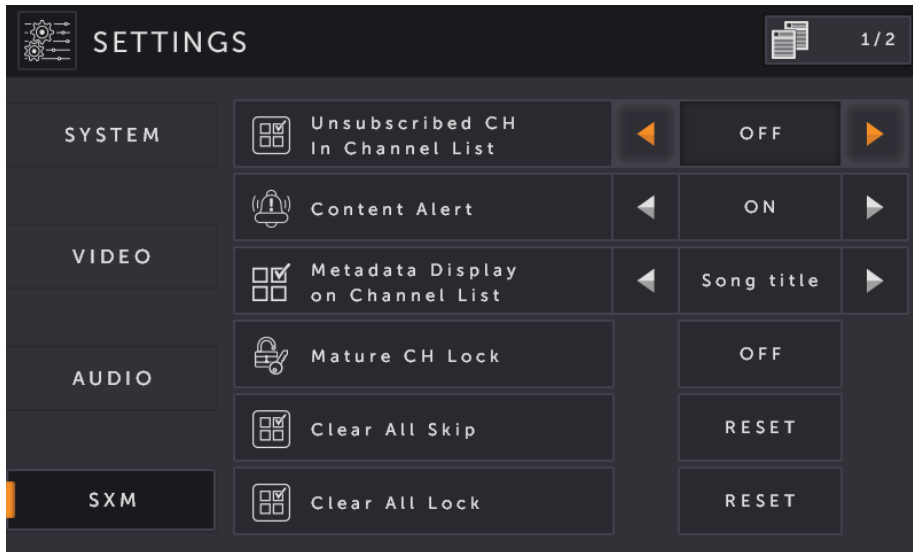 SETTINGS
1/2
SYSTEM
VIDEO
AUDIO
SXM
Unsubscribed CH
In Channel List
OFF
Content Alert
ON
Metadata Display
on Channel List
Song title
Mature CH Lock
OFF
Clear All Skip
RESET
Clear All Lock
RESET